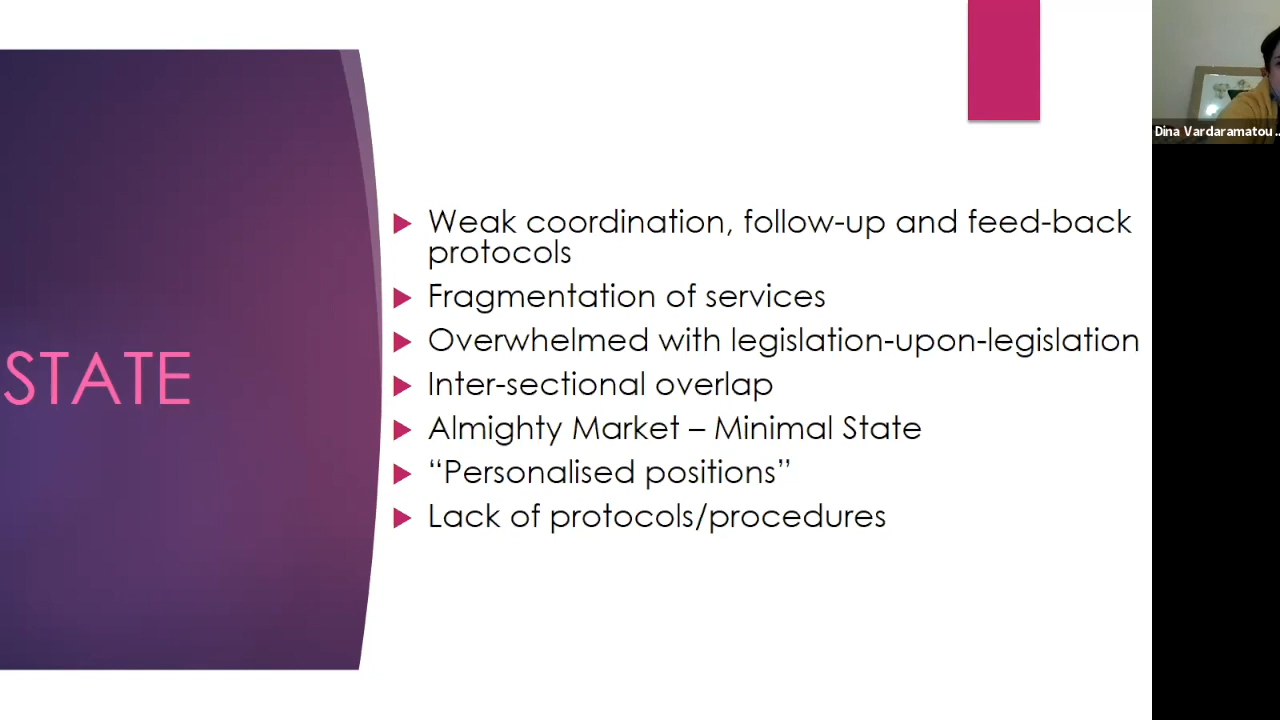 STATE
Weak coordination, follow-up and feed-back
protocols
Fragmentation of services
Overwhelmed with legislation-upon-legislation
Inter-sectional overlap
Almighty Market – Minimal State
“Personalised positions”
Lack of protocols/procedures
Dina Vardaramatou ..